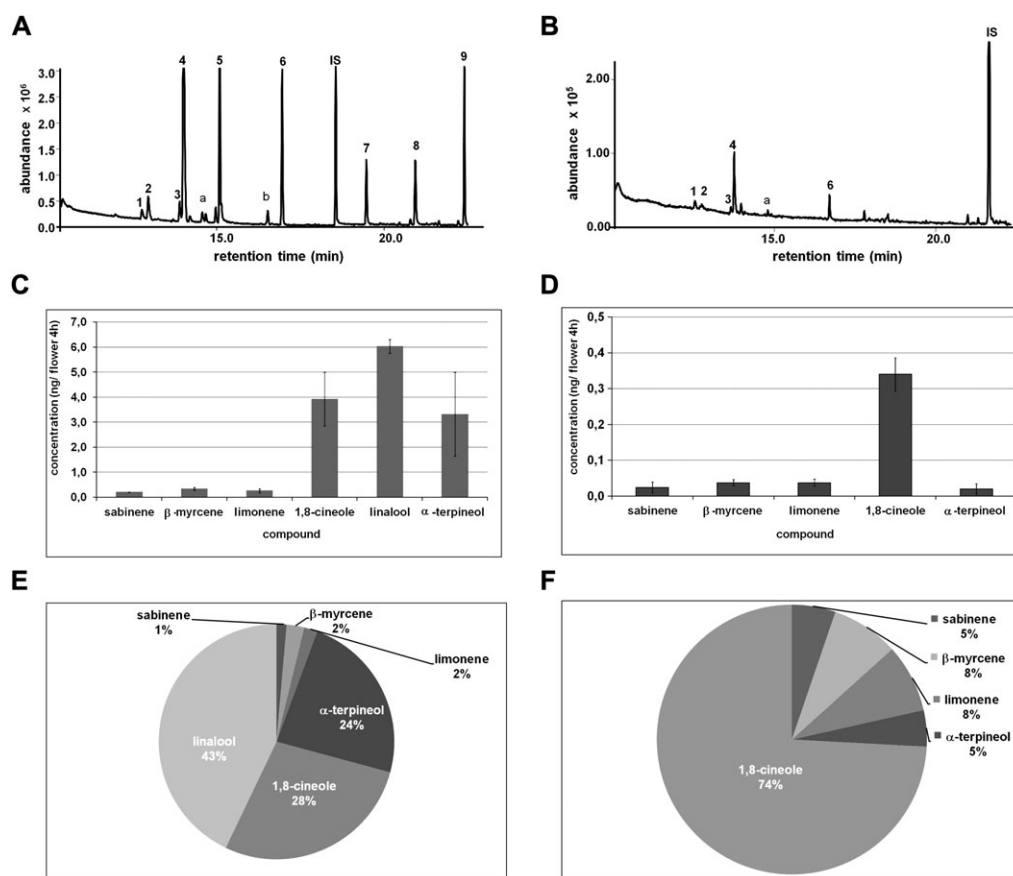 A
abundance x 10⁶
3.0
2.5
2.0
1.5
1.0
0.5
0
1
2
3
4
a
5
b
6
IS
7
8
9
15.0
20.0
retention time (min)
B
abundance x 10⁵
2.00
1.00
0.00
1
2
3
4
a
6
IS
15.0
20.0
retention time (min)
C
concentration (ng/ flower 4h)
7,0
6,0
5,0
4,0
3,0
2,0
1,0
0,0
sabinene
β-myrcene
limonene
1,8-cineole
linalool
α-terpineol
compound
D
concentration (ng/ flower 4h)
0,5
0,4
0,3
0,2
0,1
0,0
sabinene
β-myrcene
limonene
1,8-cineole
α-terpineol
compound
E
sabinene
1%
β-myrcene
2%
limonene
2%
α-terpineol
24%
1,8-cineole
28%
linalool
43%
F
sabinene
5%
β-myrcene
8%
limonene
8%
α-terpineol
5%
1,8-cineole
74%